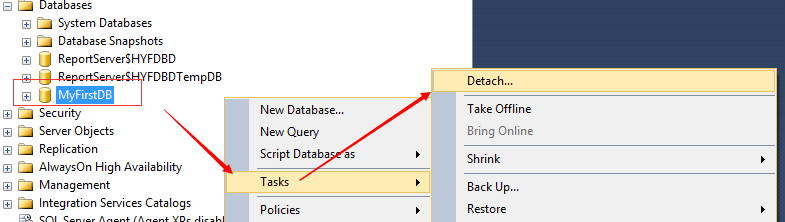 Databases
System Databases
Database Snapshots
ReportServer$HYFDBD
ReportServer$HYFDBDTempDB
MyFirstDB
Security
Server Objects
Replication
AlwaysOn High Availability
Management
Integration Services Catalogs
SQL Server Agent (Agent XPs disabl
New Database...
New Query
Script Database as
Tasks
Policies
Detach...
Take Offline
Bring Online
Shrink
Back Up...
Restore